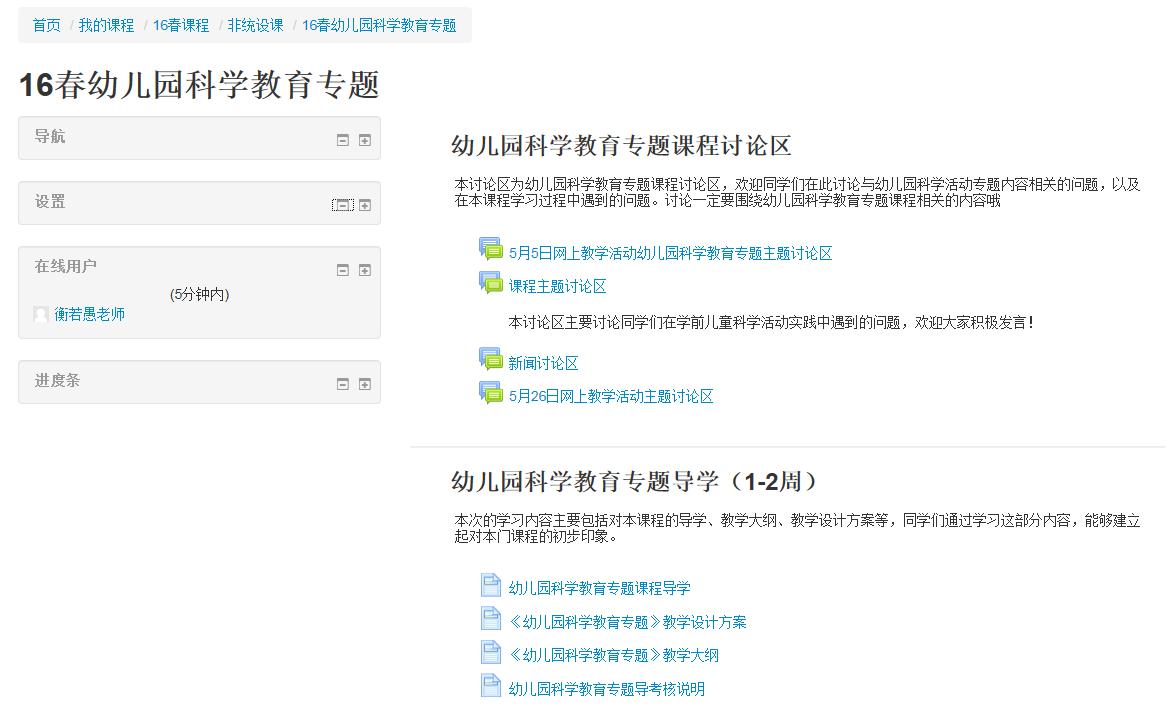 首页 / 我的课程 / 16春课程 / 非统设课 / 16春幼儿园科学教育专题
16春幼儿园科学教育专题
导航
设置
在线用户
(5分钟内)
衡若愚老师
进度条
幼儿园科学教育专题课程讨论区
本讨论区为幼儿园科学教育专题课程讨论区，欢迎同学们在此讨论与幼儿园科学活动专题内容相关的问题，以及
在本课程学习过程中遇到的问题。讨论一定要围绕幼儿园科学教育专题课程相关的内容哦
5月5日网上教学活动幼儿园科学教育专题主题讨论区
课程主题讨论区
本讨论区主要讨论同学们在学前儿童科学活动实践中遇到的问题，欢迎大家积极发言！
新闻讨论区
5月26日网上教学活动主题讨论区
幼儿园科学教育专题导学（1-2周）
本次的学习内容主要包括对本课程的导学、教学大纲、教学设计方案等，同学们通过学习这部分内容，能够建立
起对本门课程的初步印象。
幼儿园科学教育专题课程导学
《幼儿园科学教育专题》教学设计方案
《幼儿园科学教育专题》教学大纲
幼儿园科学教育专题导考核说明